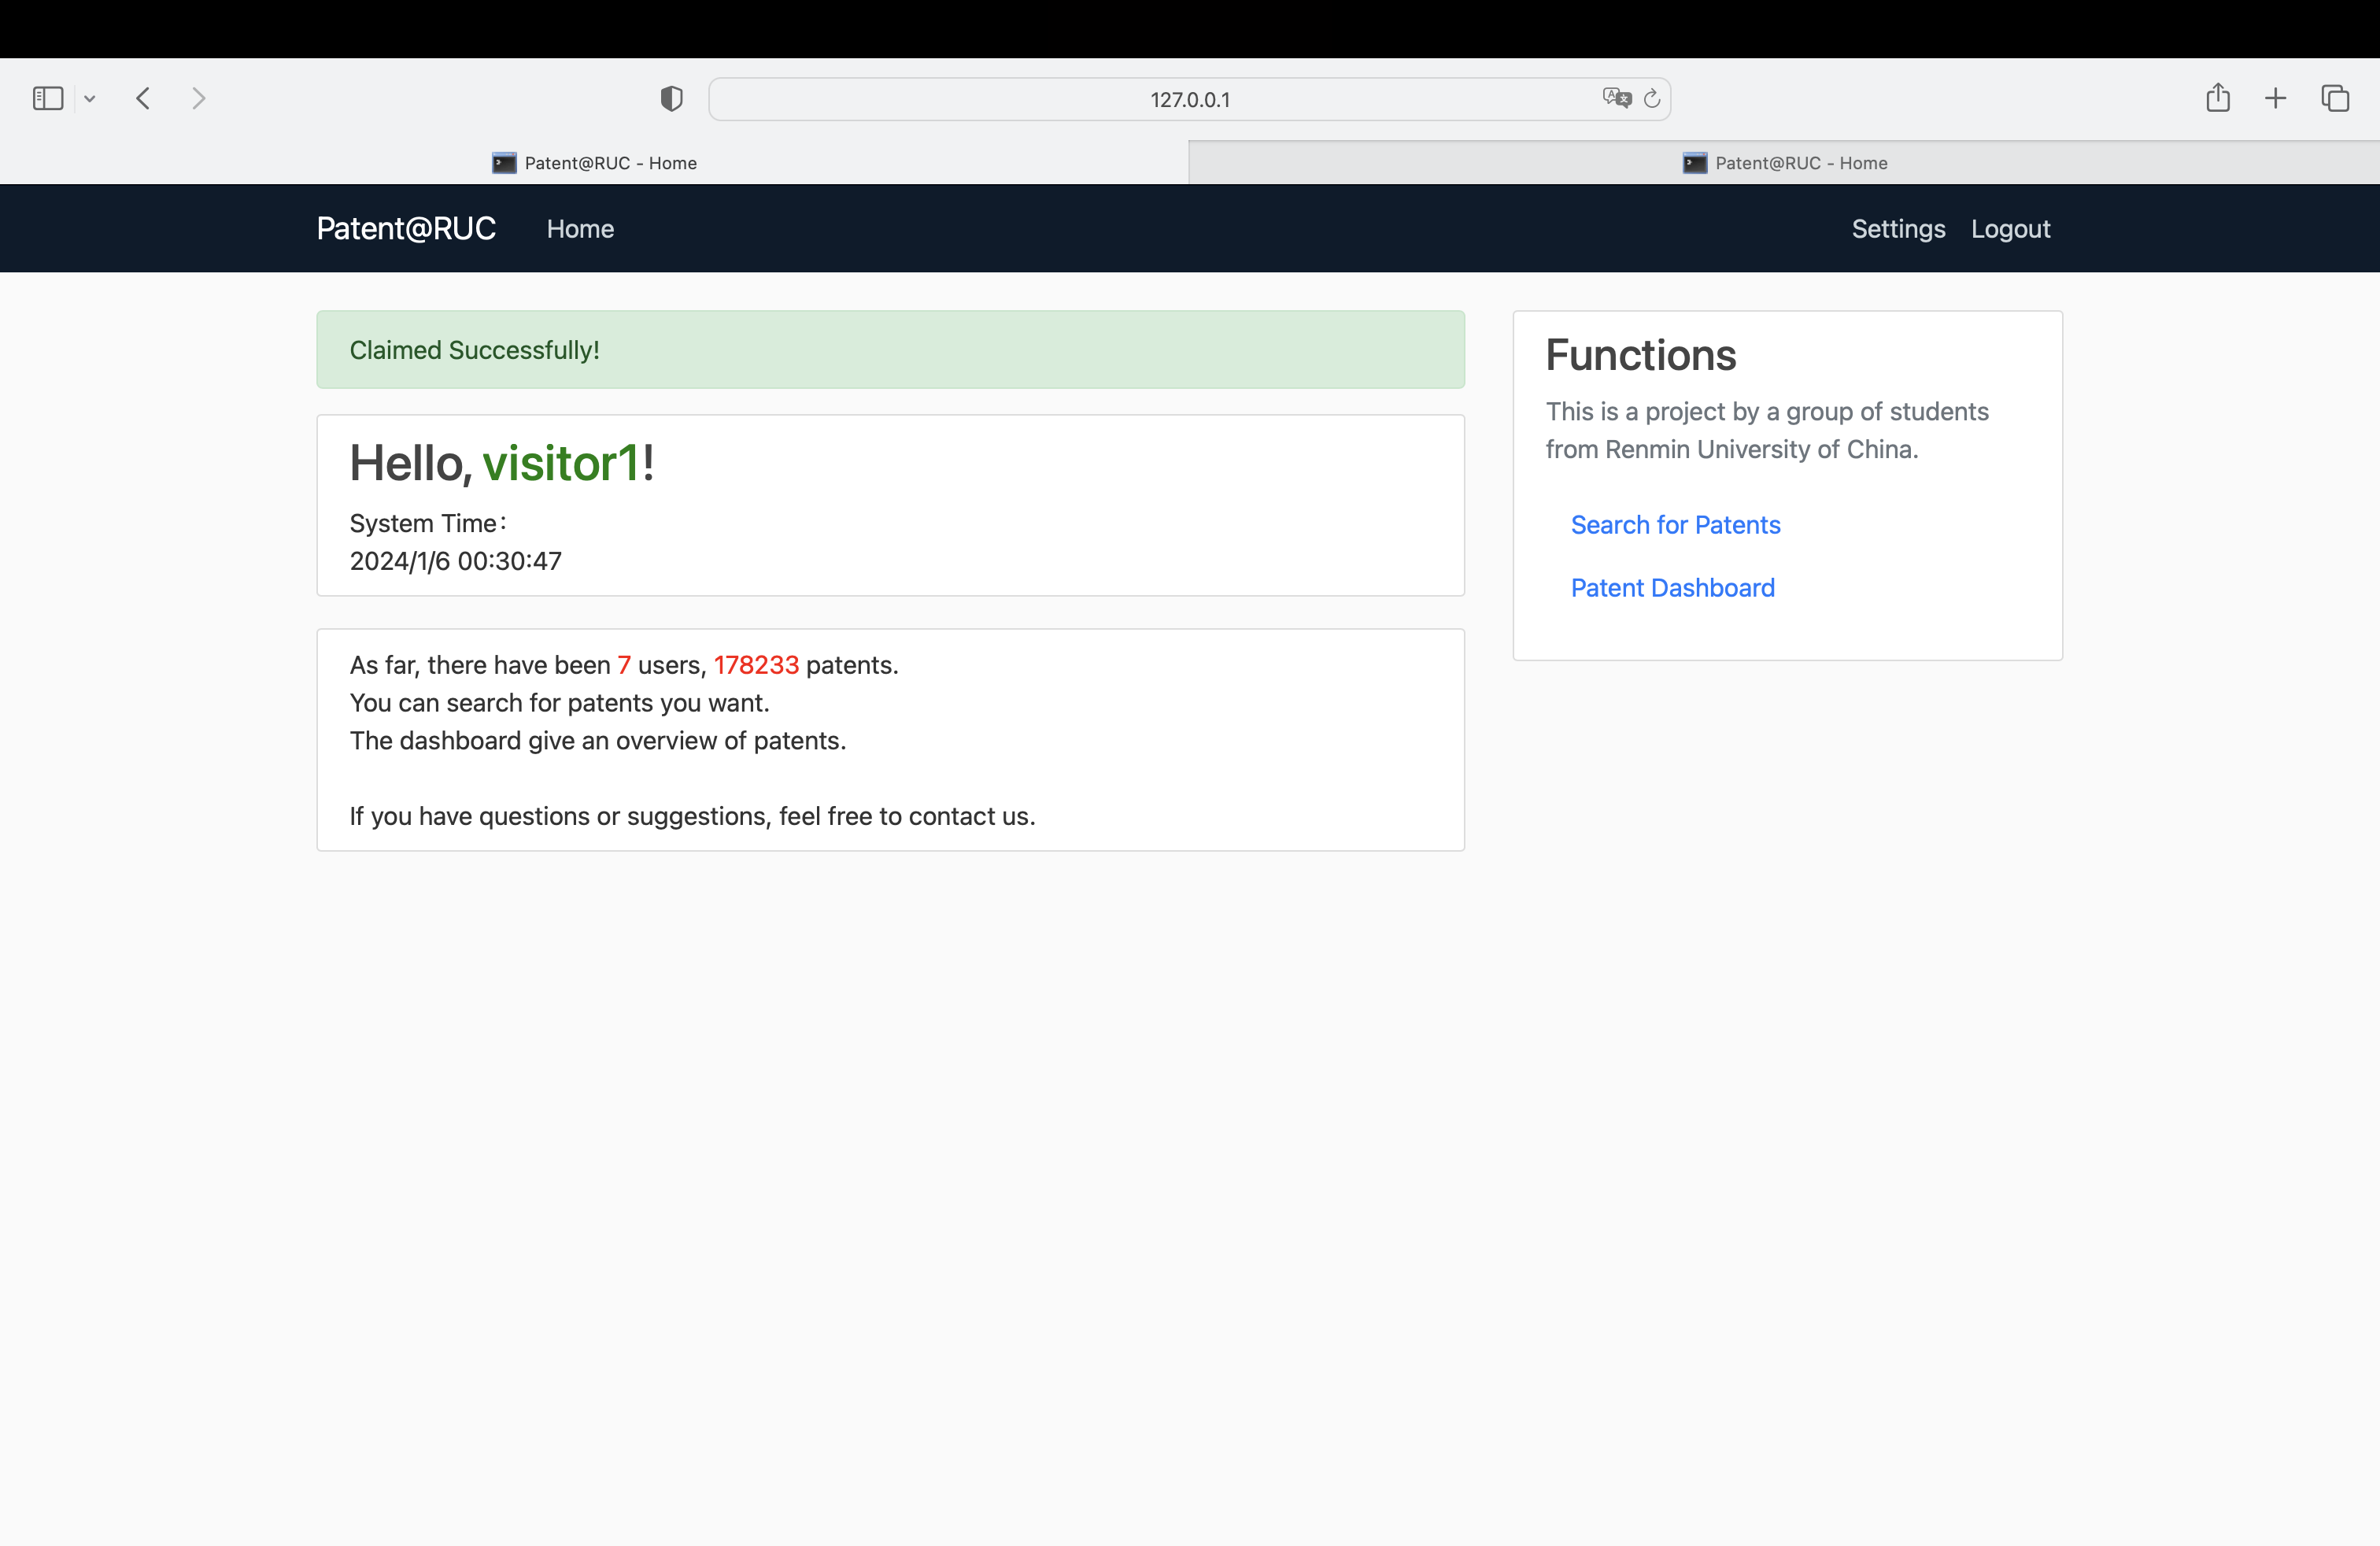 127.0.0.1
Patent@RUC - Home
Patent@RUC - Home
Patent@RUC Home Settings Logout
Claimed Successfully!
Hello, visitor1!
System Time：
2024/1/6 00:30:47
As far, there have been 7 users, 178233 patents.
You can search for patents you want.
The dashboard give an overview of patents.
If you have questions or suggestions, feel free to contact us.
Functions
This is a project by a group of students
from Renmin University of China.
Search for Patents
Patent Dashboard